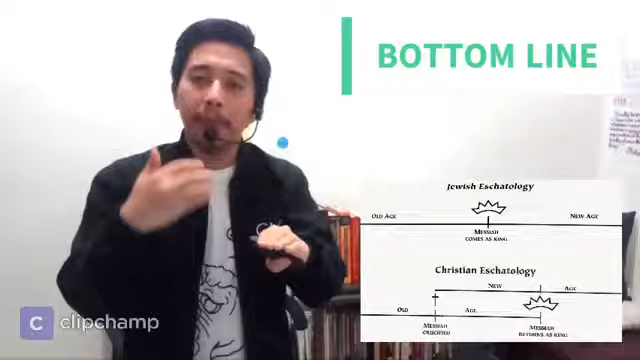 BOTTOM LINE
Jewish Eschatology
OLD AGE
NEW AGE
MESSIAH
COMES AS KING
Christian Eschatology
NEW
AGE
OLD
AGE
MESSIAH
CRUCIFIED
MESSIAH
RETURNS AS KING
C clipchamp